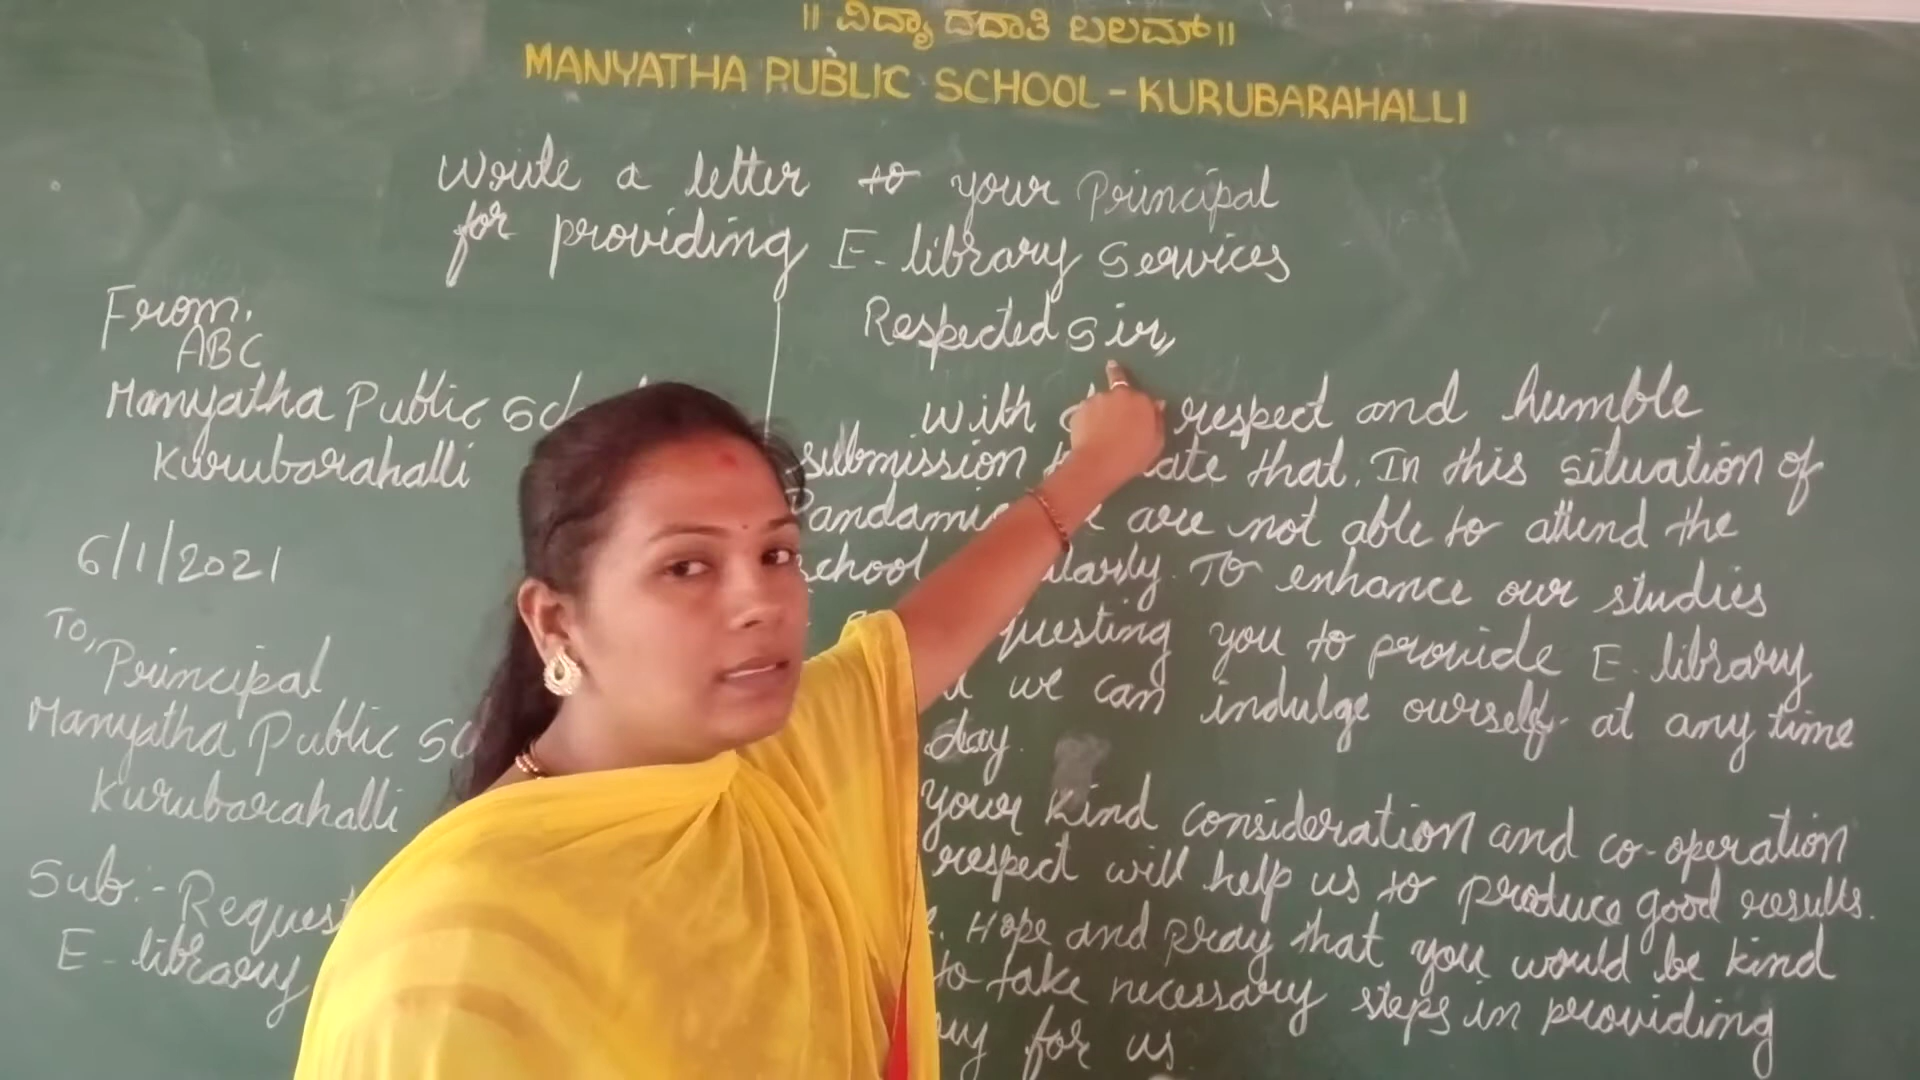 ॥ ವಿದ್ಯಾ ದದಾತಿ ಬಲಮ್ ॥
MANYATHA PUBLIC SCHOOL - KURUBARAHALLI
Write a letter to your Principal
for providing E-library Services
From,
ABC
Manyatha Public
Kurubarahalli
6/1/2021
To,
Principal
Manyatha Public
Kurubarahalli
Sub:- Request
E-library
Respected Sir,
With respect and humble
submission that. In this situation of
are not able to attend the
School To enhance our studies
you to provide E-library
we can indulge ourself at any time
day.
your kind consideration and co-operation
respect will help us to produce good results.
Hope and pray that you would be kind
to take necessary steps in providing
for us